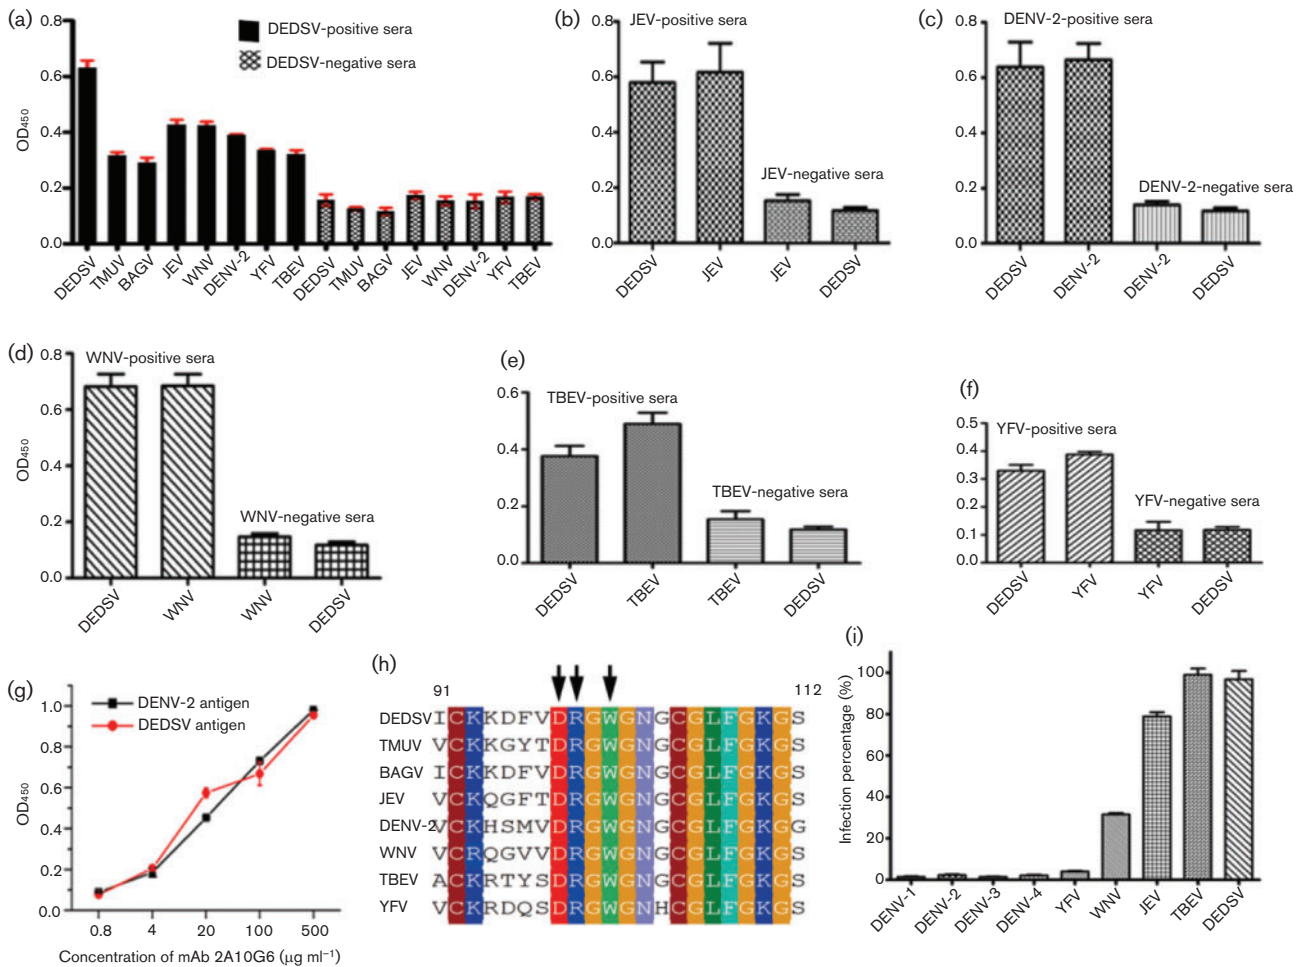 (a)
0.8
0.6
0.4
0.2
0.0
OD450
DEDSV-positive sera
DEDSV-negative sera
DEDSV
TMUV
BAGV
JEV
WNV
DENV-2
YFV
TBEV
DEDSV
TMUV
BAGV
JEV
WNV
DENV-2
YFV
TBEV
(b)
JEV-positive sera
0.8
0.6
0.4
0.2
0.0
JEV-negative sera
DEDSV
JEV
JEV
DEDSV
(c)
DENV-2-positive sera
0.8
0.6
0.4
0.2
0.0
DENV-2-negative sera
DEDSV
DENV-2
DENV-2
DEDSV
(d)
WNV-positive sera
0.8
0.6
0.4
0.2
0.0
OD450
WNV-negative sera
DEDSV
WNV
WNV
DEDSV
(e)
0.6
0.4
0.2
0.0
TBEV-positive sera
TBEV-negative sera
DEDSV
TBEV
TBEV
DEDSV
(f)
0.5
0.4
0.3
0.2
0.1
0.0
YFV-positive sera
YFV-negative sera
DEDSV
YFV
YFV
DEDSV
(g)
1.0
0.8
0.6
0.4
0.2
0.0
OD450
DENV-2 antigen
DEDSV antigen
0.8 4 20 100 500
Concentration of mAb 2A10G6 (µg ml−1)
(h)
91 112
DEDSV ICKKDFVDRGWGNGCGLFGKGS
TMUV VCKKGYTDRGWGNGCGLFGKGS
BAGV ICKKDFVDRGWGNGCGLFGKGS
JEV VCKQGFTDRGWGNGCGLFGKGS
DENV-2 VCKHSMVDRGWGNGCGLFGKGG
WNV VCRQGVVDRGWGNGCGLFGKGS
TBEV ACKRTYSDRGWGNGCGLFGKGS
YFV VCKRDQSDRGWGNHCGLFGKGS
(i)
100
80
60
40
20
0
Infection percentage (%)
DENV-1
DENV-2
DENV-3
DENV-4
YFV
WNV
JEV
TBEV
DEDSV